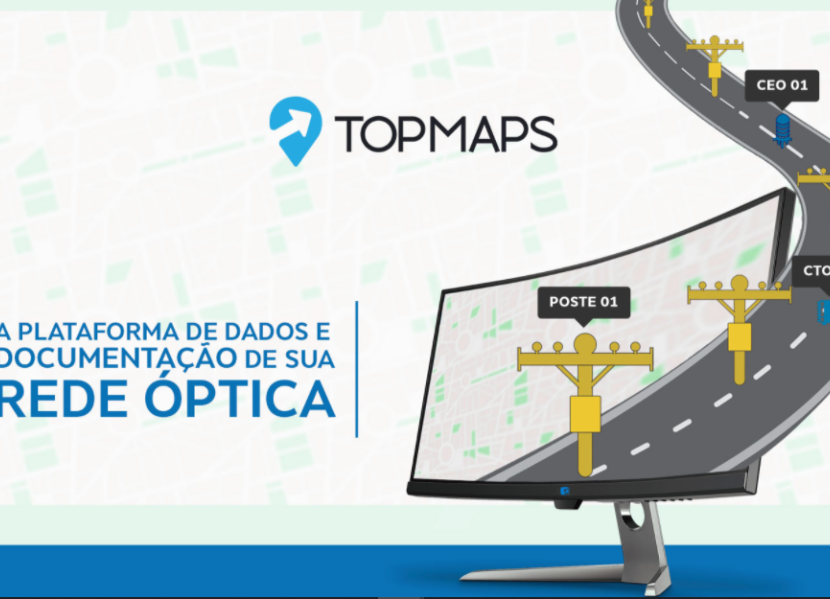 TOPMAPS
CEO 01
CTO
POSTE 01
A PLATAFORMA DE DADOS E
DOCUMENTAÇÃO DE SUA
REDE ÓPTICA